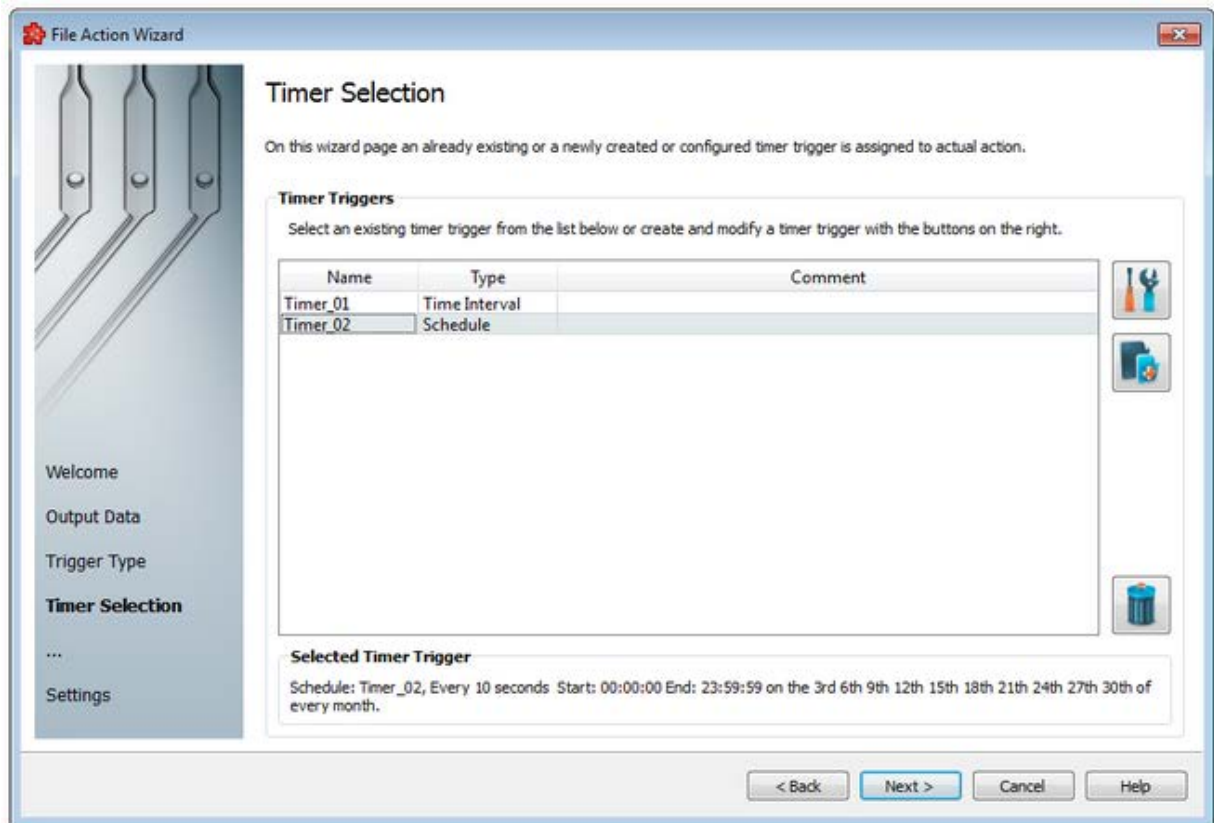 File Action Wizard
Timer Selection
On this wizard page an already existing or a newly created or configured timer trigger is assigned to actual action.
Timer Triggers
Select an existing timer trigger from the list below or create and modify a timer trigger with the buttons on the right.
Name Type Comment
Timer_01 Time Interval
Timer_02 Schedule
Welcome
Output Data
Trigger Type
Timer Selection
...
Settings
Selected Timer Trigger
Schedule: Timer_02, Every 10 seconds Start: 00:00:00 End: 23:59:59 on the 3rd 6th 9th 12th 15th 18th 21th 24th 27th 30th of
every month.
< Back Next > Cancel Help